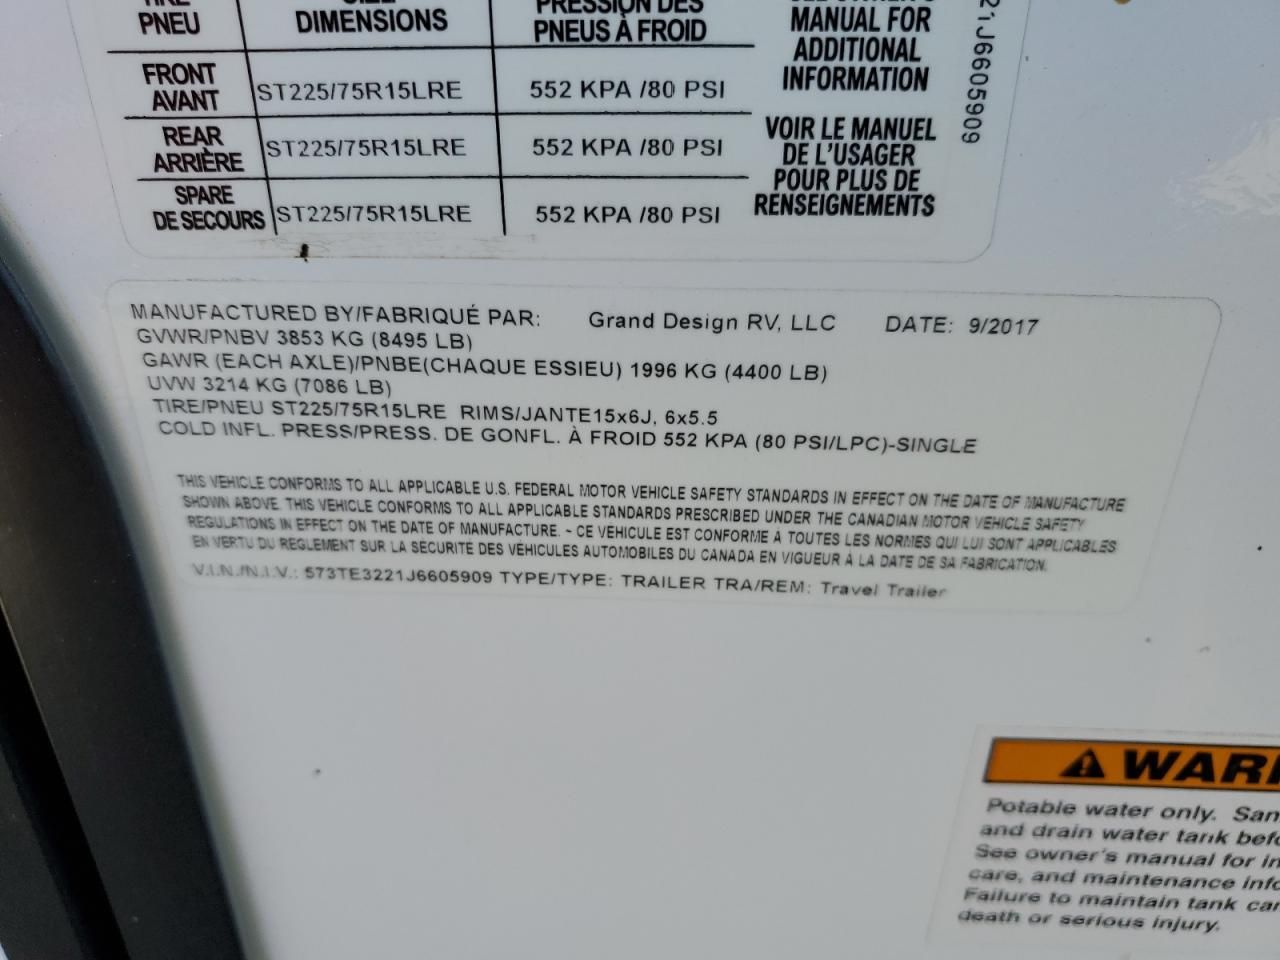 PNEU
DIMENSIONS
PRESSION DES
PNEUS À FROID
MANUAL FOR
ADDITIONAL
INFORMATION
FRONT
AVANT
ST225/75R15LRE
552 KPA /80 PSI
REAR
ARRIÈRE
ST225/75R15LRE
552 KPA /80 PSI
SPARE
DE SECOURS
ST225/75R15LRE
552 KPA /80 PSI
VOIR LE MANUEL
DE L'USAGER
POUR PLUS DE
RENSEIGNEMENTS
21J6605909
MANUFACTURED BY/FABRIQUÉ PAR: Grand Design RV, LLC DATE: 9/2017
GVWR/PNBV 3853 KG (8495 LB)
GAWR (EACH AXLE)/PNBE(CHAQUE ESSIEU) 1996 KG (4400 LB)
UVW 3214 KG (7086 LB)
TIRE/PNEU ST225/75R15LRE RIMS/JANTE15x6J, 6x5.5
COLD INFL. PRESS/PRESS. DE GONFL. À FROID 552 KPA (80 PSI/LPC)-SINGLE
THIS VEHICLE CONFORMS TO ALL APPLICABLE U.S. FEDERAL MOTOR VEHICLE SAFETY STANDARDS IN EFFECT ON THE DATE OF MANUFACTURE
SHOWN ABOVE. THIS VEHICLE CONFORMS TO ALL APPLICABLE STANDARDS PRESCRIBED UNDER THE CANADIAN MOTOR VEHICLE SAFETY
REGULATIONS IN EFFECT ON THE DATE OF MANUFACTURE. - CE VEHICULE EST CONFORME À TOUTES LES NORMES QUI LUI SONT APPLICABLES
EN VERTU DU REGLEMENT SUR LA SÉCURITÉ DES VÉHICULES AUTOMOBILES DU CANADA EN VIGUEUR À LA DATE DE SA FABRICATION.
V.I.N./N.I.V.: 573TE3221J6605909 TYPE/TYPE: TRAILER TRA/REM: Travel Trailer
WAR
Potable water only. San
and drain water tank befo
See owner's manual for in
care, and maintenance info
Failure to maintain tank car
death or serious injury.